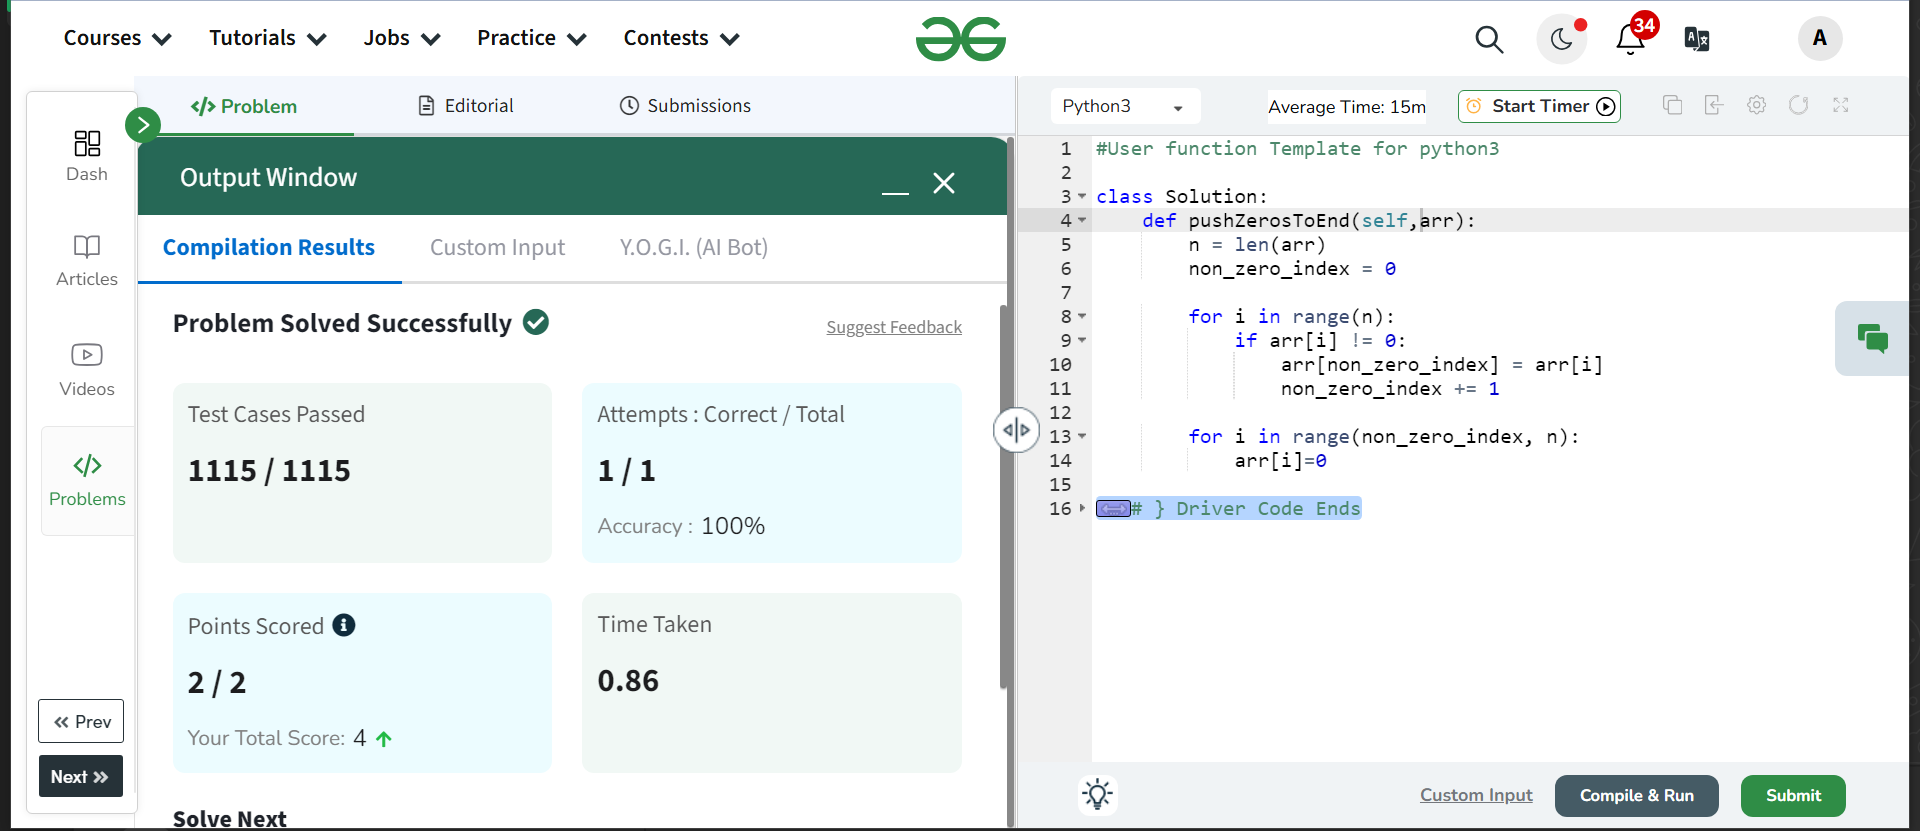 Courses Tutorials Jobs Practice Contests 34 A
Dash
Articles
Videos
Problems
Prev
Next
Problem Editorial Submissions
Output Window
Compilation Results Custom Input Y.O.G.I. (AI Bot)
Problem Solved Successfully
Suggest Feedback
Test Cases Passed
1115 / 1115
Attempts : Correct / Total
1 / 1
Accuracy : 100%
Points Scored
2 / 2
Your Total Score: 4
Time Taken
0.86
Solve Next
Python3 Average Time: 15m Start Timer
1 #User function Template for python3
2
3 class Solution:
4 def pushZerosToEnd(self,arr):
5 n = len(arr)
6 non_zero_index = 0
7
8 for i in range(n):
9 if arr[i] != 0:
10 arr[non_zero_index] = arr[i]
11 non_zero_index += 1
12
13 for i in range(non_zero_index, n):
14 arr[i]=0
15
16 # } Driver Code Ends
Custom Input Compile & Run Submit